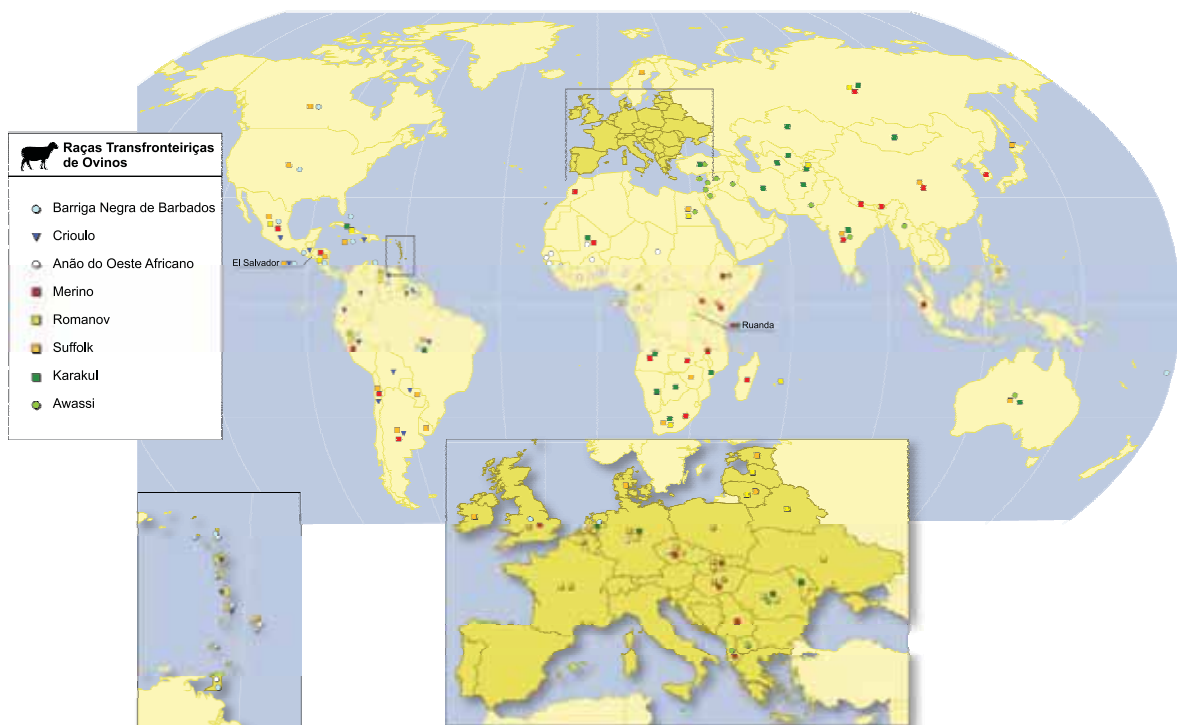 Raças Transfronteiriças
de Ovinos
Barriga Negra de Barbados
Crioulo
Anão do Oeste Africano
Merino
Romanov
Suffolk
Karakul
Awassi
El Salvador
Ruanda